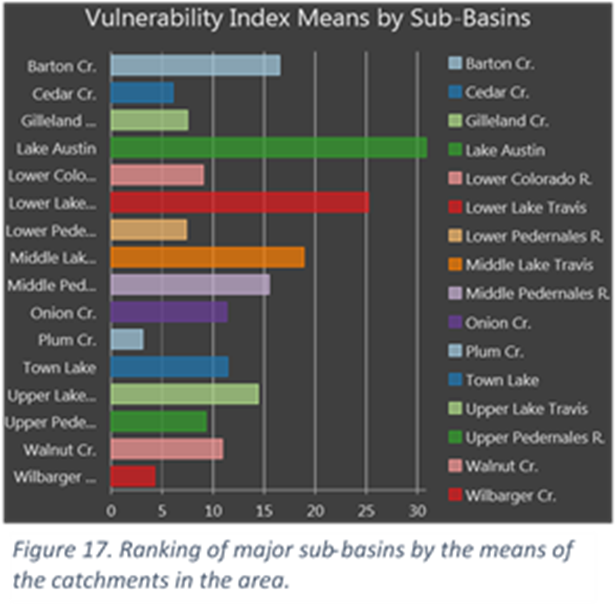 Vulnerability Index Means by Sub-Basins
Barton Cr.
Cedar Cr.
Gilleland ...
Lake Austin
Lower Colo...
Lower Lake...
Lower Pede...
Middle Lak...
Middle Ped...
Onion Cr.
Plum Cr.
Town Lake
Upper Lake...
Upper Pede...
Walnut Cr.
Wilbarger ...
0 5 10 15 20 25 30
Barton Cr.
Cedar Cr.
Gilleland Cr.
Lake Austin
Lower Colorado R.
Lower Lake Travis
Lower Pedernales R.
Middle Lake Travis
Middle Pedernales R.
Onion Cr.
Plum Cr.
Town Lake
Upper Lake Travis
Upper Pedernales R.
Walnut Cr.
Wilbarger Cr.
Figure 17. Ranking of major sub-basins by the means of
the catchments in the area.